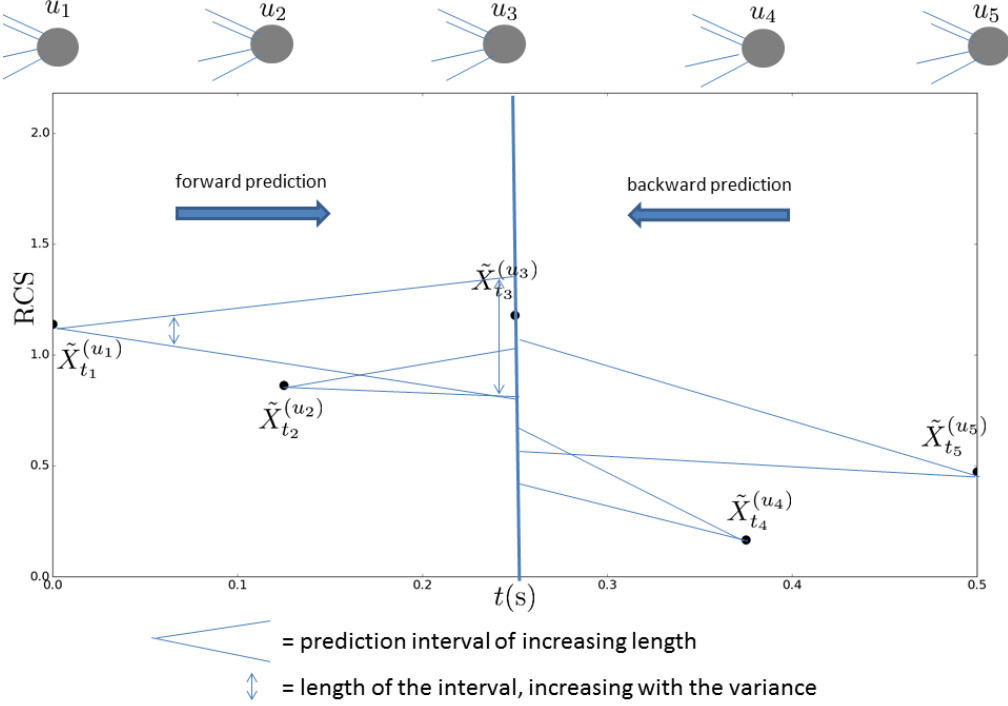 u₁ u₂ u₃ u₄ u₅
2.0
forward prediction
backward prediction
1.5
RCS
X̃_{t₃}^{(u₃)}
1.0
X̃_{t₁}^{(u₁)}
X̃_{t₂}^{(u₂)}
X̃_{t₅}^{(u₅)}
0.5
X̃_{t₄}^{(u₄)}
0.0
0.0 0.1 0.2 0.3 0.4 0.5
t(s)
= prediction interval of increasing length
= length of the interval, increasing with the variance